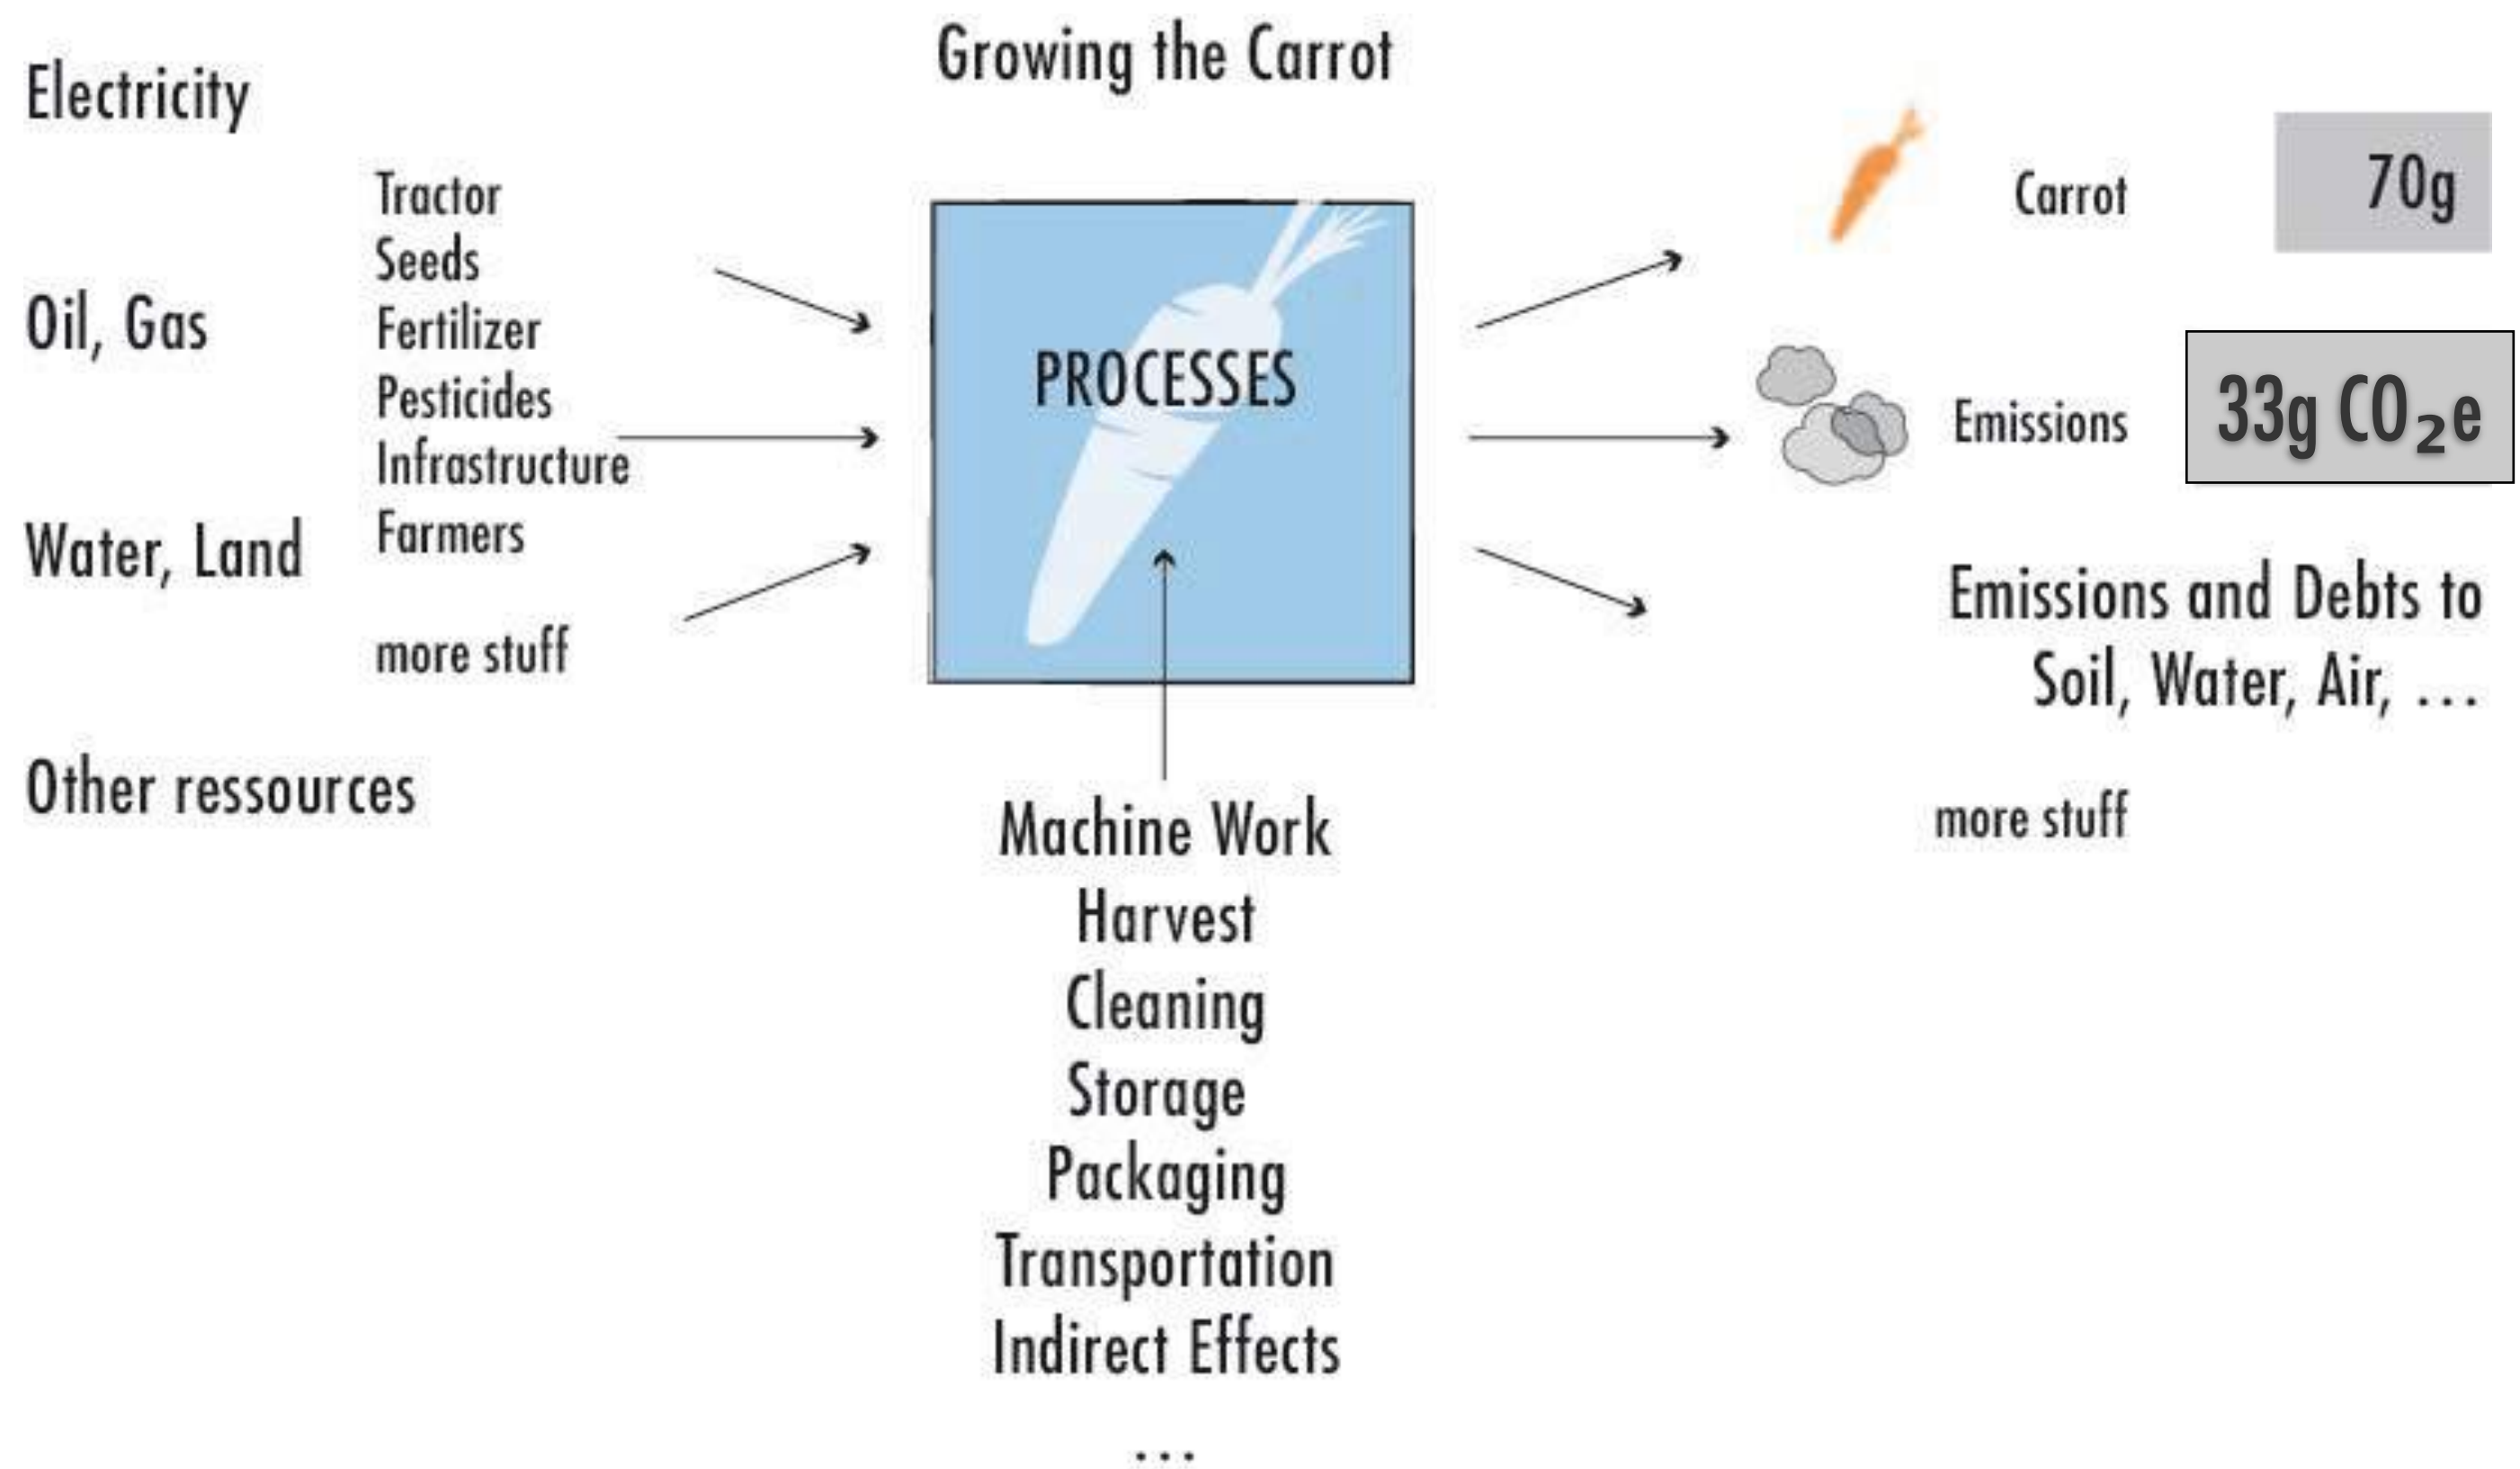 Growing the Carrot
Electricity
Oil, Gas
Water, Land
Other ressources
Tractor
Seeds
Fertilizer
Pesticides
Infrastructure
Farmers
more stuff
PROCESSES
Machine Work
Harvest
Cleaning
Storage
Packaging
Transportation
Indirect Effects
...
Carrot
70g
Emissions
33g CO₂e
Emissions and Debts to
Soil, Water, Air, ...
more stuff